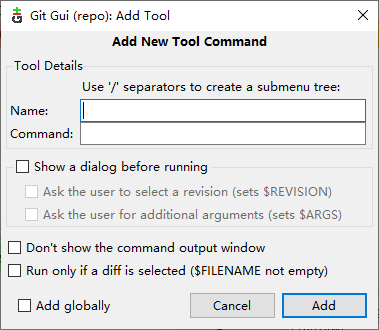 Git Gui (repo): Add Tool
Add New Tool Command
Tool Details
Use '/' separators to create a submenu tree:
Name:
Command:
Show a dialog before running
Ask the user to select a revision (sets $REVISION)
Ask the user for additional arguments (sets $ARGS)
Don't show the command output window
Run only if a diff is selected ($FILENAME not empty)
Add globally
Cancel
Add